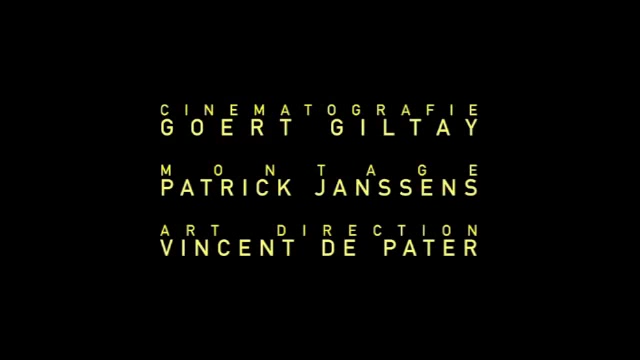 CINEMATOGRAFIE
GOERT GILTAY
MONTAGE
PATRICK JANSSENS
ART DIRECTION
VINCENT DE PATER